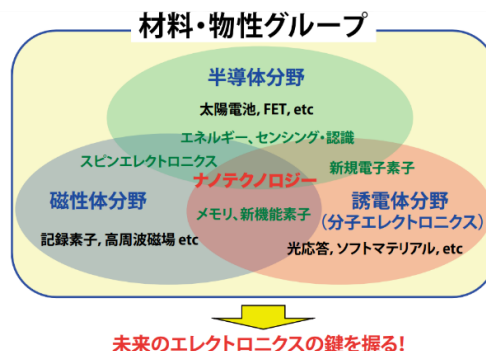 材料・物性グループ
半導体分野
太陽電池, FET, etc
エネルギー、センシング・認識
スピンエレクトロニクス
新規電子素子
ナノテクノロジー
磁性体分野
誘電体分野
(分子エレクトロニクス)
メモリ、新機能素子
記録素子, 高周波磁場 etc
光応答, ソフトマテリアル, etc
未来のエレクトロニクスの鍵を握る!